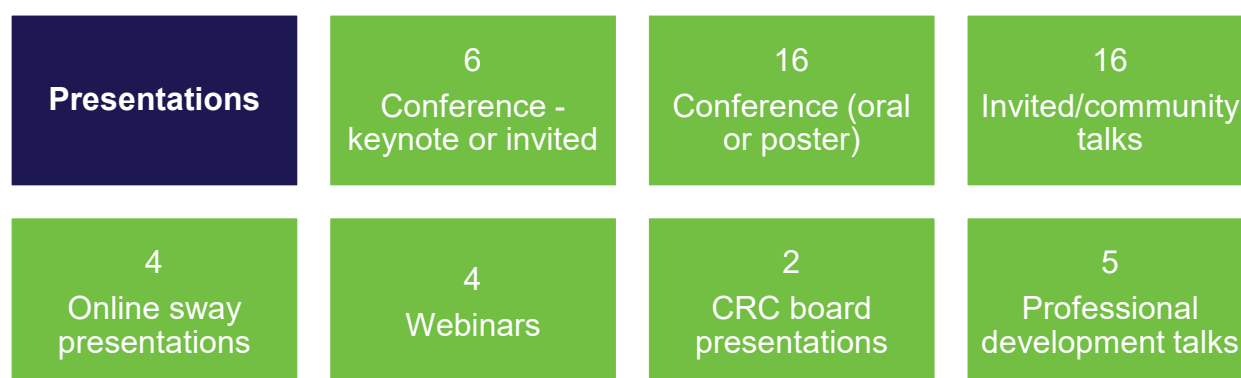 Presentations
6
Conference -
keynote or invited
16
Conference (oral
or poster)
16
Invited/community
talks
4
Online sway
presentations
4
Webinars
2
CRC board
presentations
5
Professional
development talks